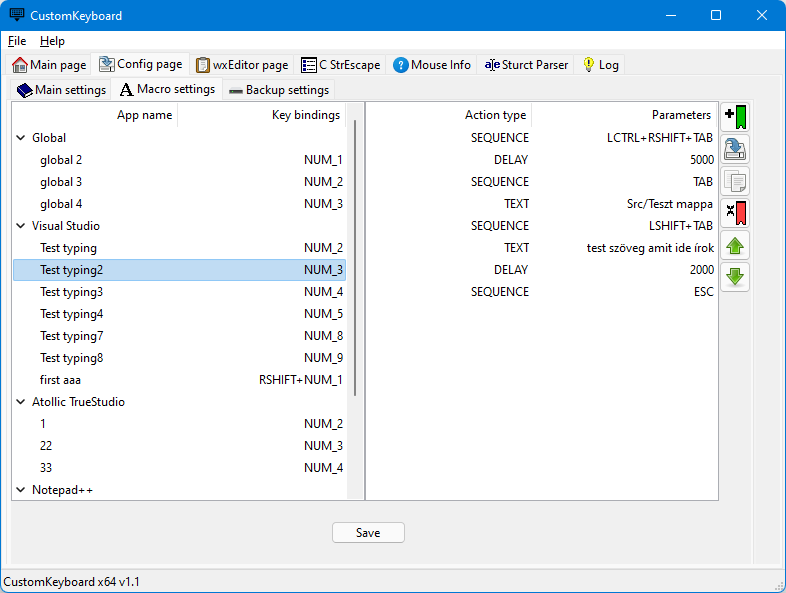 CustomKeyboard
File Help
Main page Config page wxEditor page C StrEscape Mouse Info Sturct Parser Log
Main settings Macro settings Backup settings
App name Key bindings Action type Parameters
Global SEQUENCE LCTRL+RSHIFT+TAB
global 2 NUM_1 DELAY 5000
global 3 NUM_2 SEQUENCE TAB
global 4 NUM_3 TEXT Src/Teszt mappa
Visual Studio SEQUENCE LSHIFT+TAB
Test typing NUM_2 TEXT test szöveg amit ide írok
Test typing2 NUM_3 DELAY 2000
Test typing3 NUM_4 SEQUENCE ESC
Test typing4 NUM_5
Test typing7 NUM_8
Test typing8 NUM_9
first aaa RSHIFT+NUM_1
Atollic TrueStudio
1 NUM_2
22 NUM_3
33 NUM_4
Notepad++
Save
CustomKeyboard x64 v1.1